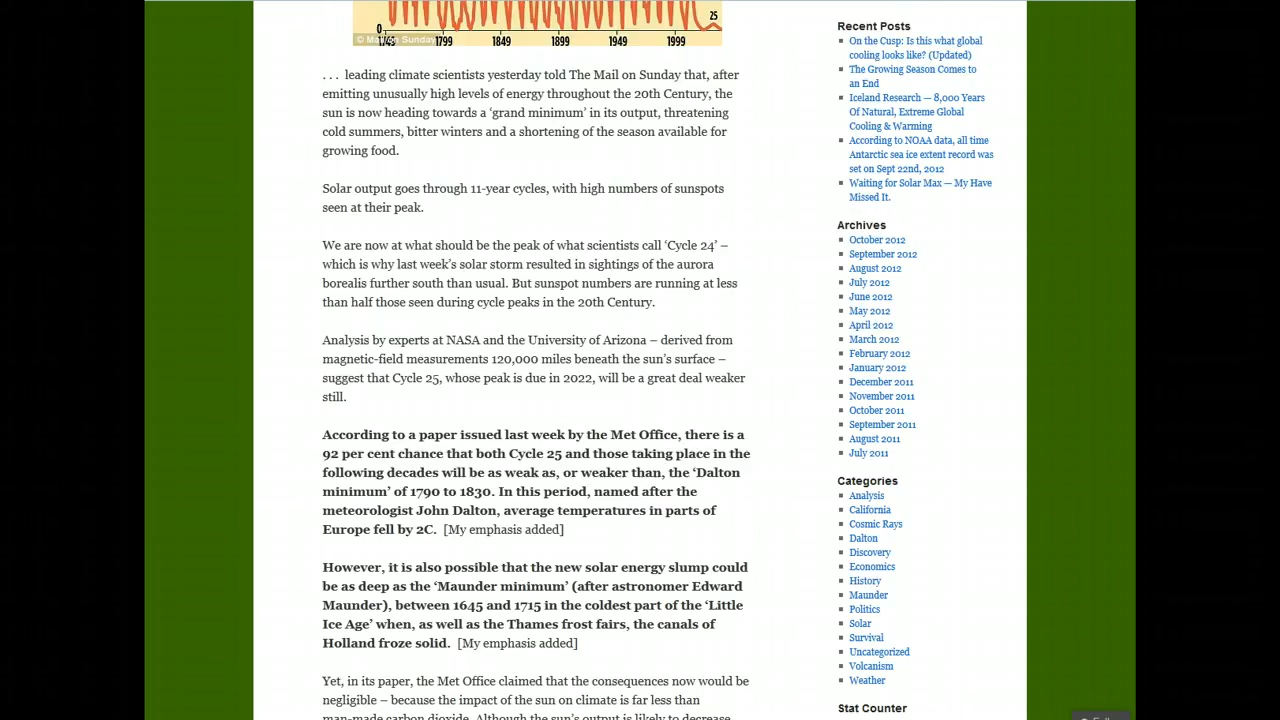 25
0
© Mail on Sunday
1743 1799 1849 1899 1949 1999
. . . leading climate scientists yesterday told The Mail on Sunday that, after
emitting unusually high levels of energy throughout the 20th Century, the
sun is now heading towards a ‘grand minimum’ in its output, threatening
cold summers, bitter winters and a shortening of the season available for
growing food.
Solar output goes through 11-year cycles, with high numbers of sunspots
seen at their peak.
We are now at what should be the peak of what scientists call ‘Cycle 24’ –
which is why last week’s solar storm resulted in sightings of the aurora
borealis further south than usual. But sunspot numbers are running at less
than half those seen during cycle peaks in the 20th Century.
Analysis by experts at NASA and the University of Arizona – derived from
magnetic-field measurements 120,000 miles beneath the sun’s surface –
suggest that Cycle 25, whose peak is due in 2022, will be a great deal weaker
still.
According to a paper issued last week by the Met Office, there is a
92 per cent chance that both Cycle 25 and those taking place in the
following decades will be as weak as, or weaker than, the ‘Dalton
minimum’ of 1790 to 1830. In this period, named after the
meteorologist John Dalton, average temperatures in parts of
Europe fell by 2C. [My emphasis added]
However, it is also possible that the new solar energy slump could
be as deep as the ‘Maunder minimum’ (after astronomer Edward
Maunder), between 1645 and 1715 in the coldest part of the ‘Little
Ice Age’ when, as well as the Thames frost fairs, the canals of
Holland froze solid. [My emphasis added]
Yet, in its paper, the Met Office claimed that the consequences now would be
negligible – because the impact of the sun on climate is far less than
man-made carbon dioxide. Although the sun’s output is likely to decrease
Recent Posts
On the Cusp: Is this what global
cooling looks like? (Updated)
The Growing Season Comes to
an End
Iceland Research — 8,000 Years
Of Natural, Extreme Global
Cooling & Warming
According to NOAA data, all time
Antarctic sea ice extent record was
set on Sept 22nd, 2012
Waiting for Solar Max — My Have
Missed It.
Archives
October 2012
September 2012
August 2012
July 2012
June 2012
May 2012
April 2012
March 2012
February 2012
January 2012
December 2011
November 2011
October 2011
September 2011
August 2011
July 2011
Categories
Analysis
California
Cosmic Rays
Dalton
Discovery
Economics
History
Maunder
Politics
Solar
Survival
Uncategorized
Volcanism
Weather
Stat Counter